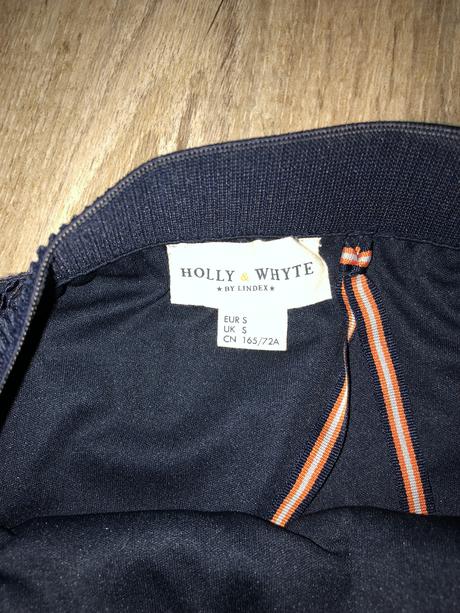 HOLLY & WHYTE
★ BY LINDEX ★
EUR S
UK S
CN 165/72A